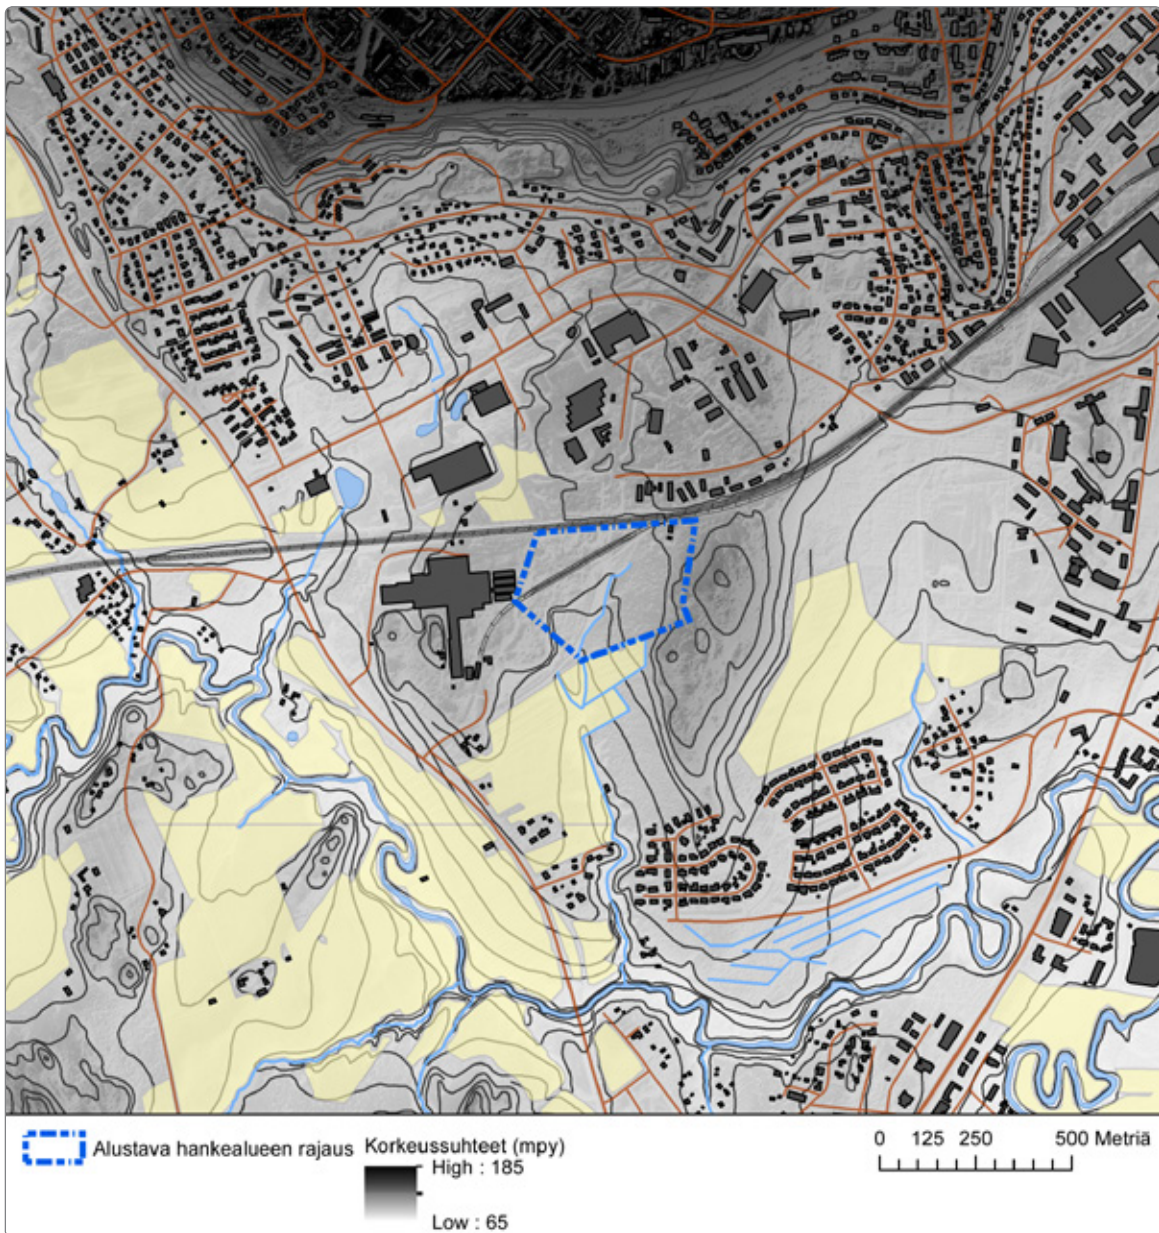 Alustava hankealueen rajaus
Korkeussuhteet (mpy)
High : 185
Low : 65
0 125 250 500 Metriä